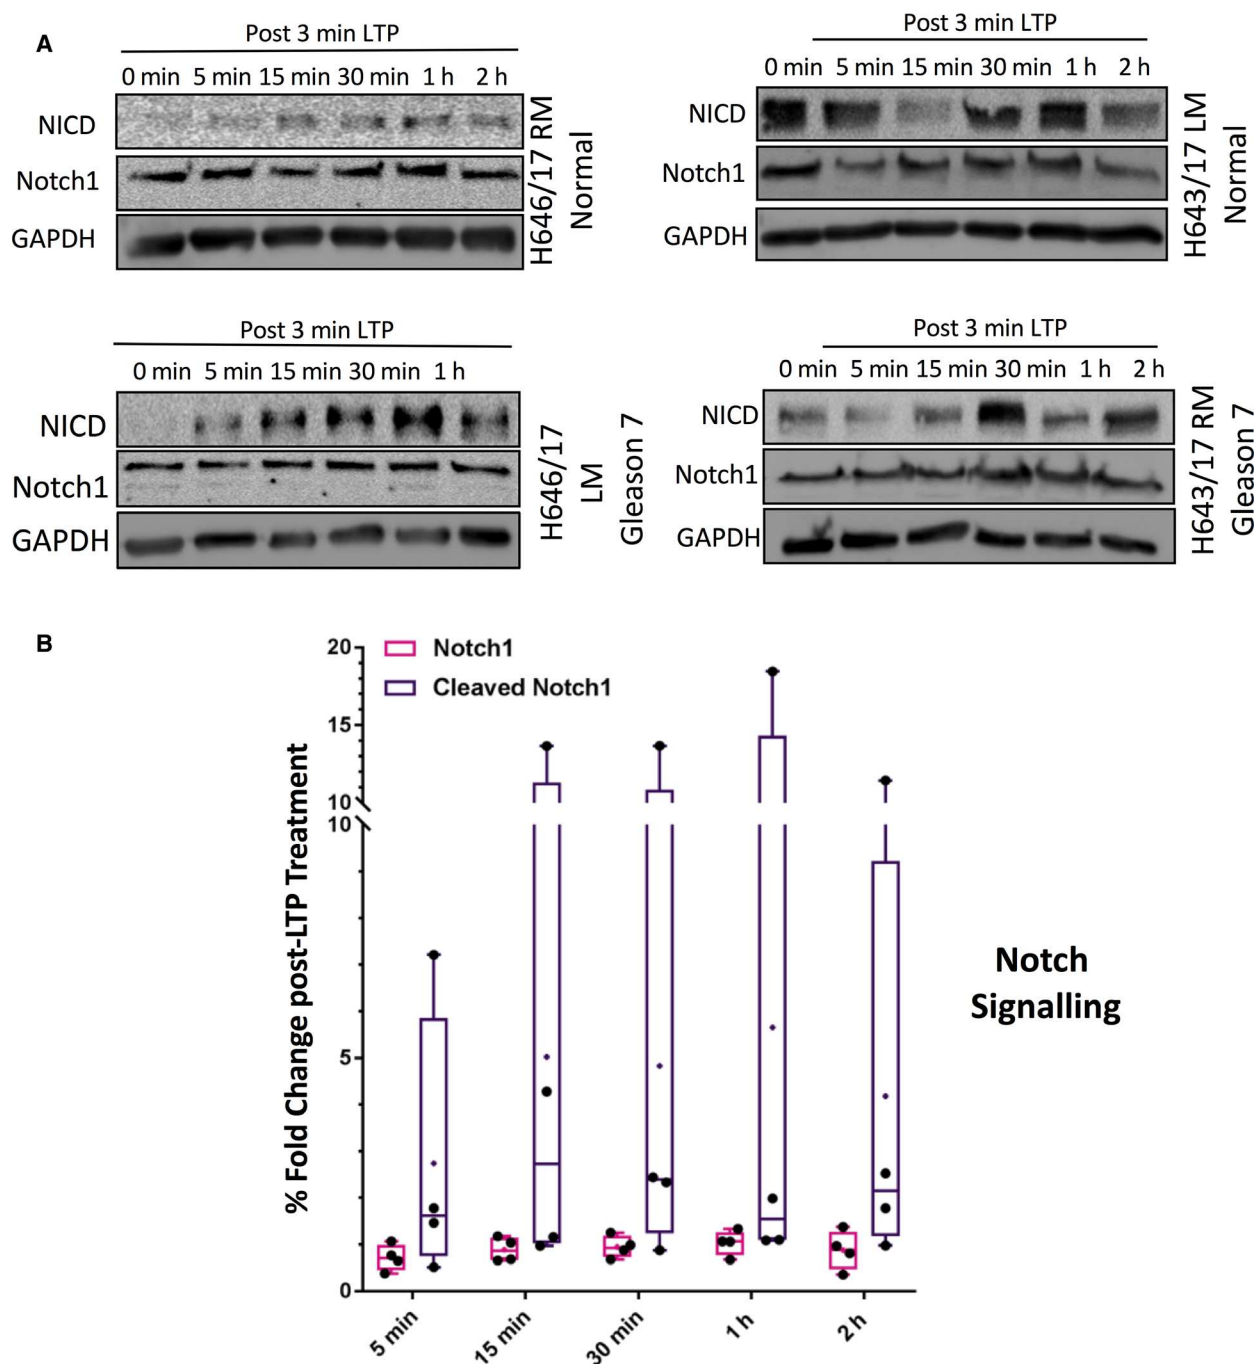 A
Post 3 min LTP
0 min 5 min 15 min 30 min 1 h 2 h
NICD
Notch1
GAPDH
H646/17 RM
Normal
Post 3 min LTP
0 min 5 min 15 min 30 min 1 h 2 h
NICD
Notch1
GAPDH
H643/17 LM
Normal
Post 3 min LTP
0 min 5 min 15 min 30 min 1 h
NICD
Notch1
GAPDH
H646/17
LM
Gleason 7
Post 3 min LTP
0 min 5 min 15 min 30 min 1 h 2 h
NICD
Notch1
GAPDH
H643/17 RM
Gleason 7
B
Notch1
Cleaved Notch1
% Fold Change post-LTP Treatment
20
15
10
10
5
0
5 min
15 min
30 min
1 h
2 h
Notch
Signalling